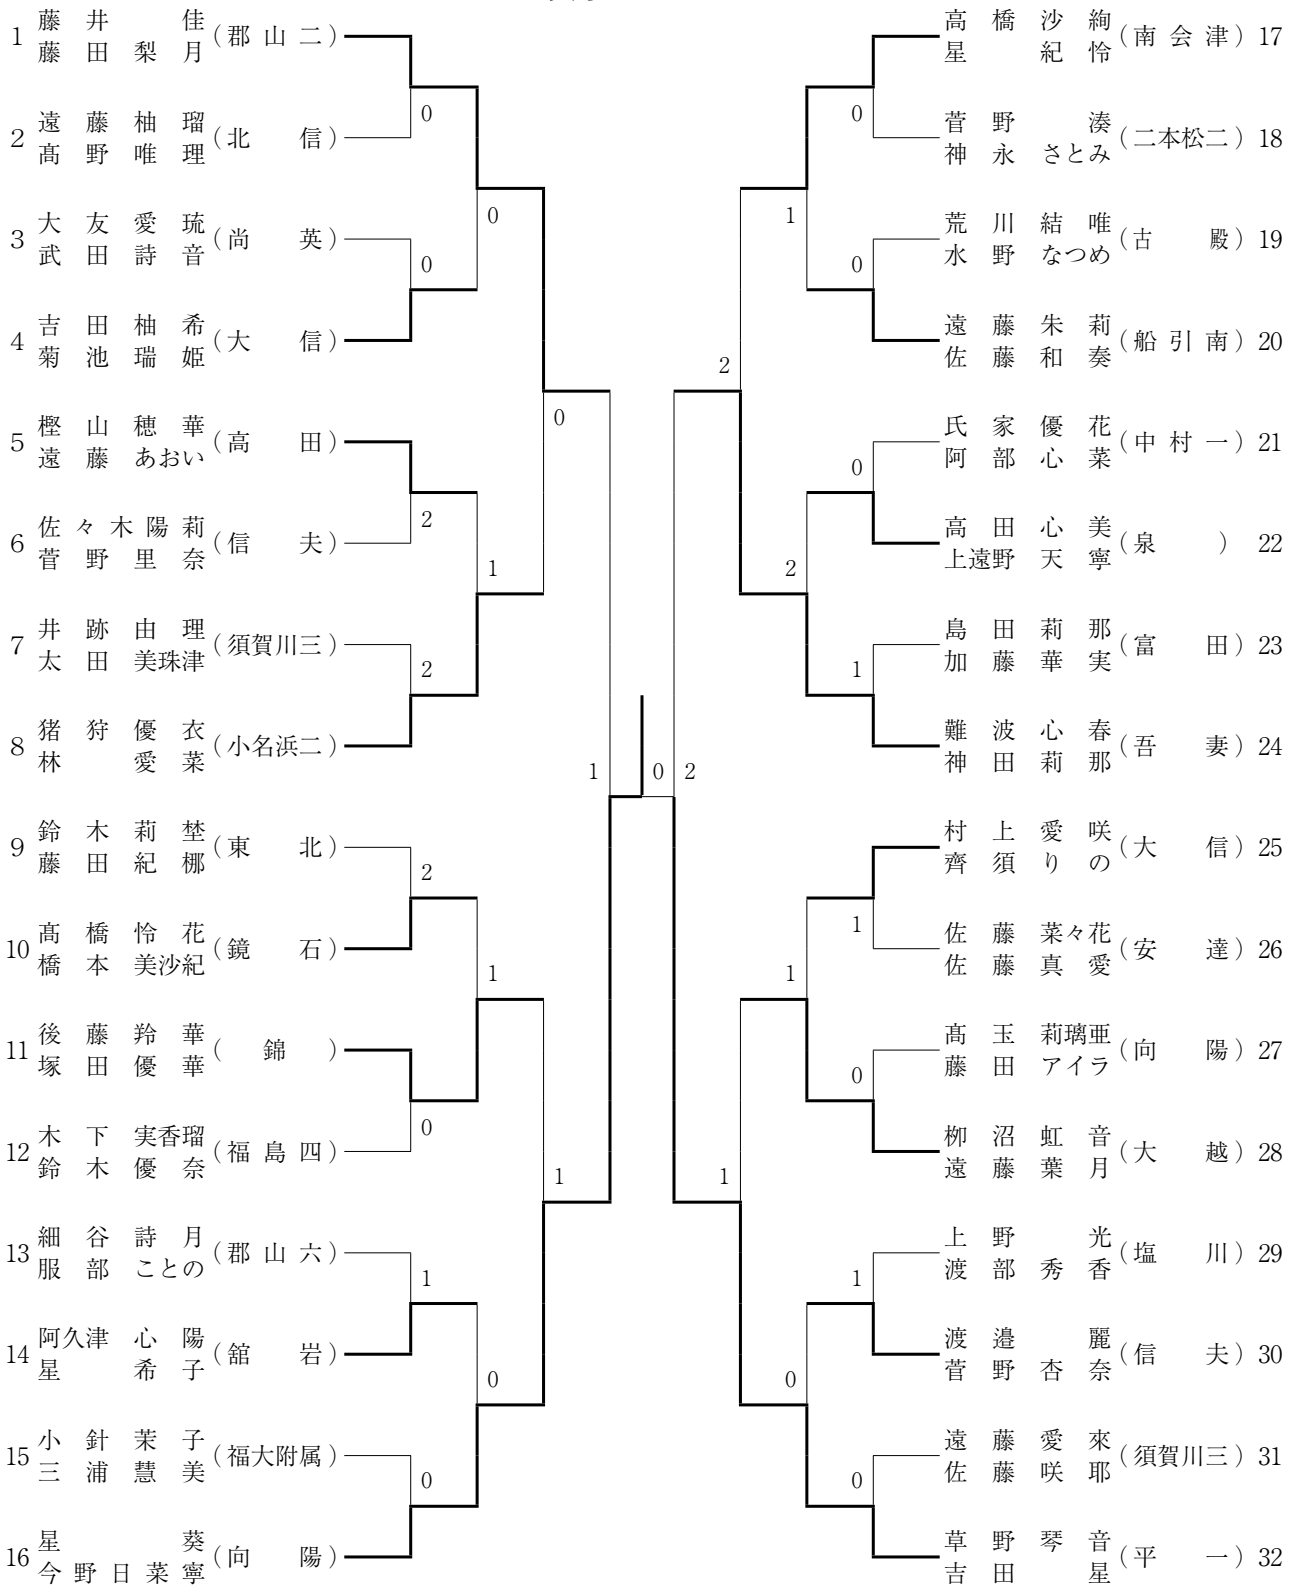 1 藤井 佳 (郡山二)
藤田梨月
2 遠藤柚瑠 (北信)
髙野唯理
3 大友愛琉 (尚英)
武田詩音
4 吉田柚希 (大信)
菊池瑞姫
5 樫山穂華 (高田)
遠藤あおい
6 佐々木陽莉 (信夫)
菅野里奈
7 井跡由理 (須賀川三)
太田美珠津
8 猪狩優衣 (小名浜二)
林 愛菜
9 鈴木莉埜 (東北)
藤田紀梛
10 髙橋怜花 (鏡石)
橋本美沙紀
11 後藤羚華 (錦)
塚田優華
12 木下実香瑠 (福島四)
鈴木優奈
13 細谷詩月 (郡山六)
服部ことの
14 阿久津心陽 (舘岩)
星 希子
15 小針茉子 (福大附属)
三浦慧美
16 星 葵 (向陽)
今野日菜寧
0
0
0
0
2
1
2
2
1
0
1
1
0
0
1
1
0
2
高橋沙絢 (南会津) 17
星 紀怜
菅野 湊 (二本松二) 18
神永さとみ
荒川結唯 (古殿) 19
水野なつめ
遠藤朱莉 (船引南) 20
佐藤和奏
氏家優花 (中村一) 21
阿部心菜
高田心美 (泉) 22
上遠野天寧
島田莉那 (富田) 23
加藤華実
難波心春 (吾妻) 24
神田莉那
村上愛咲 (大信) 25
齊須りの
佐藤菜々花 (安達) 26
佐藤真愛
髙玉莉璃亜 (向陽) 27
藤田アイラ
栁沼虹音 (大越) 28
遠藤葉月
上野 光 (塩川) 29
渡部秀香
渡邉 麗 (信夫) 30
菅野杏奈
遠藤愛來 (須賀川三) 31
佐藤咲耶
草野琴音 (平一) 32
吉田 星
0
1
0
2
0
2
1
1
1
0
1
1
0
0